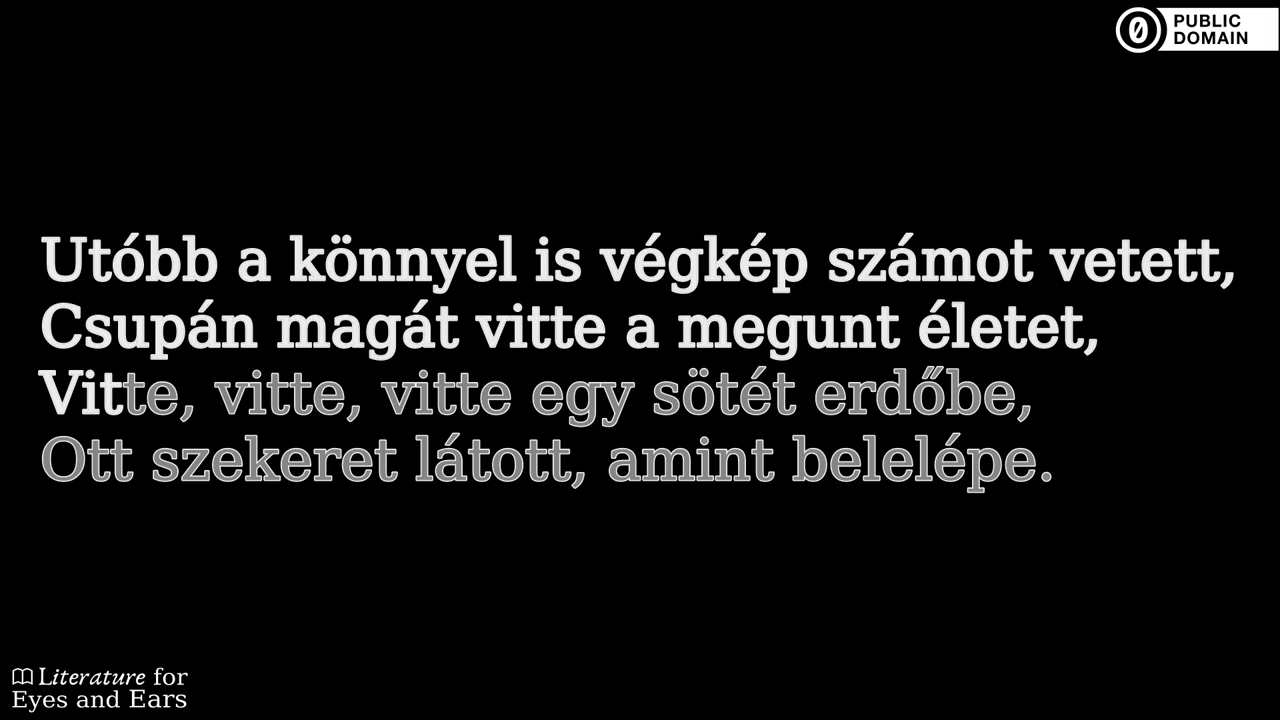 PUBLIC
DOMAIN
Utóbb a könnyel is végkép számot vetett,
Csupán magát vitte a megunt életet,
Vitte, vitte, vitte egy sötét erdőbe,
Ott szekeret látott, amint belelépe.
Literature for
Eyes and Ears